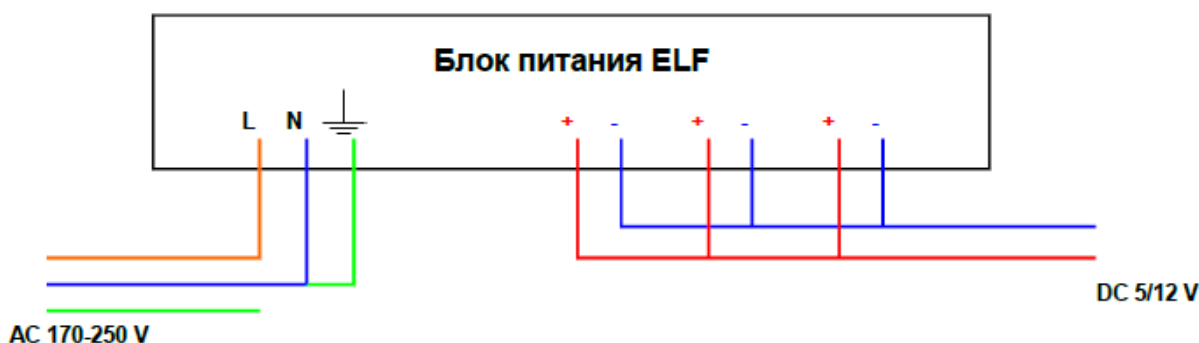 Блок питания ELF
L N + - + - + -
DC 5/12 V
AC 170-250 V